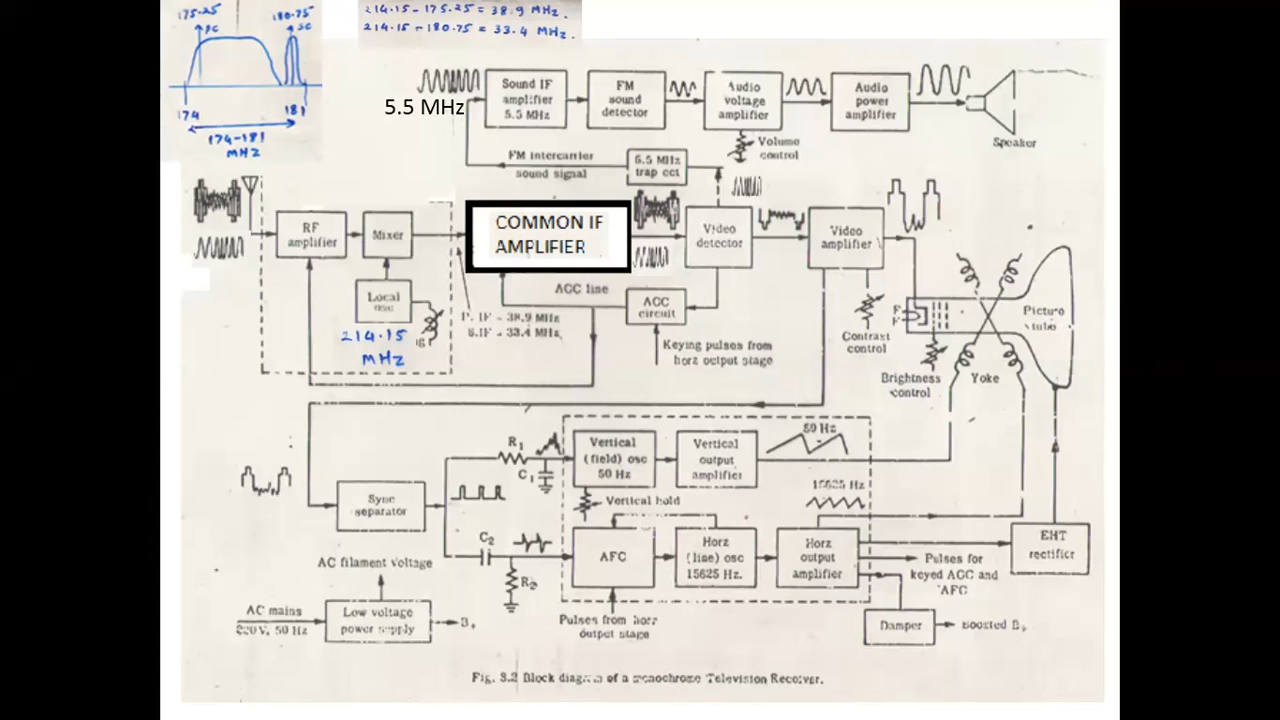 175.25
180.75
PC
SC
174
181
174-181
MHz
214.15 - 175.25 = 38.9 MHz.
214.15 - 180.75 = 33.4 MHz.
5.5 MHz
Sound IF
amplifier
5.5 MHz
FM
sound
detector
Audio
voltage
amplifier
Audio
power
amplifier
Speaker
Volume
control
FM intercarrier
sound signal
5.5 MHz
trap cct
RF
amplifier
Mixer
COMMON IF
AMPLIFIER
Video
detector
Video
amplifier
Local
osc
214.15
MHz
P. IF = 38.9 MHz
S.IF = 33.4 MHz
AGC line
AGC
circuit
Keying pulses from
horz output stage
Contrast
control
F
F
Brightness
control
Yoke
Picture
tube
R1
C1
Vertical
(field) osc
50 Hz
Vertical
output
amplifier
50 Hz
Vertical hold
15625 Hz
Sync
separator
C2
R2
AFC
Horz
(line) osc
15625 Hz.
Horz
output
amplifier
EHT
rectifier
Pulses for
keyed AGC and
AFC
Pulses from horz
output stage
Damper
Boosted B+
AC filament voltage
AC mains
220 V, 50 Hz
Low voltage
power supply
B+
Fig. 3.2 Block diagram of a monochrome Television Receiver.